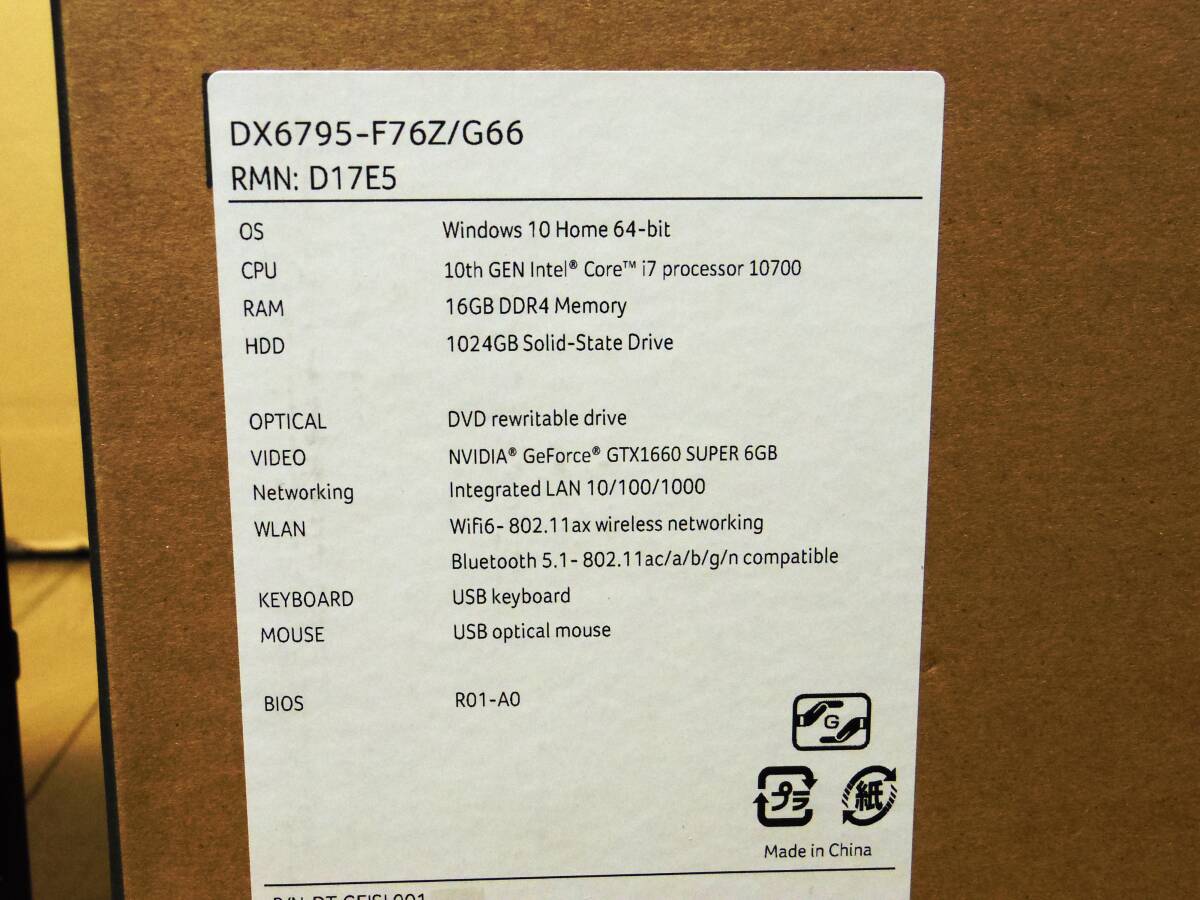 DX6795-F76Z/G66
RMN: D17E5
OS Windows 10 Home 64-bit
CPU 10th GEN Intel® Core™ i7 processor 10700
RAM 16GB DDR4 Memory
HDD 1024GB Solid-State Drive
OPTICAL DVD rewritable drive
VIDEO NVIDIA® GeForce® GTX1660 SUPER 6GB
Networking Integrated LAN 10/100/1000
WLAN Wifi6- 802.11ax wireless networking
Bluetooth 5.1- 802.11ac/a/b/g/n compatible
KEYBOARD USB keyboard
MOUSE USB optical mouse
BIOS R01-A0
G
プラ 紙
Made in China